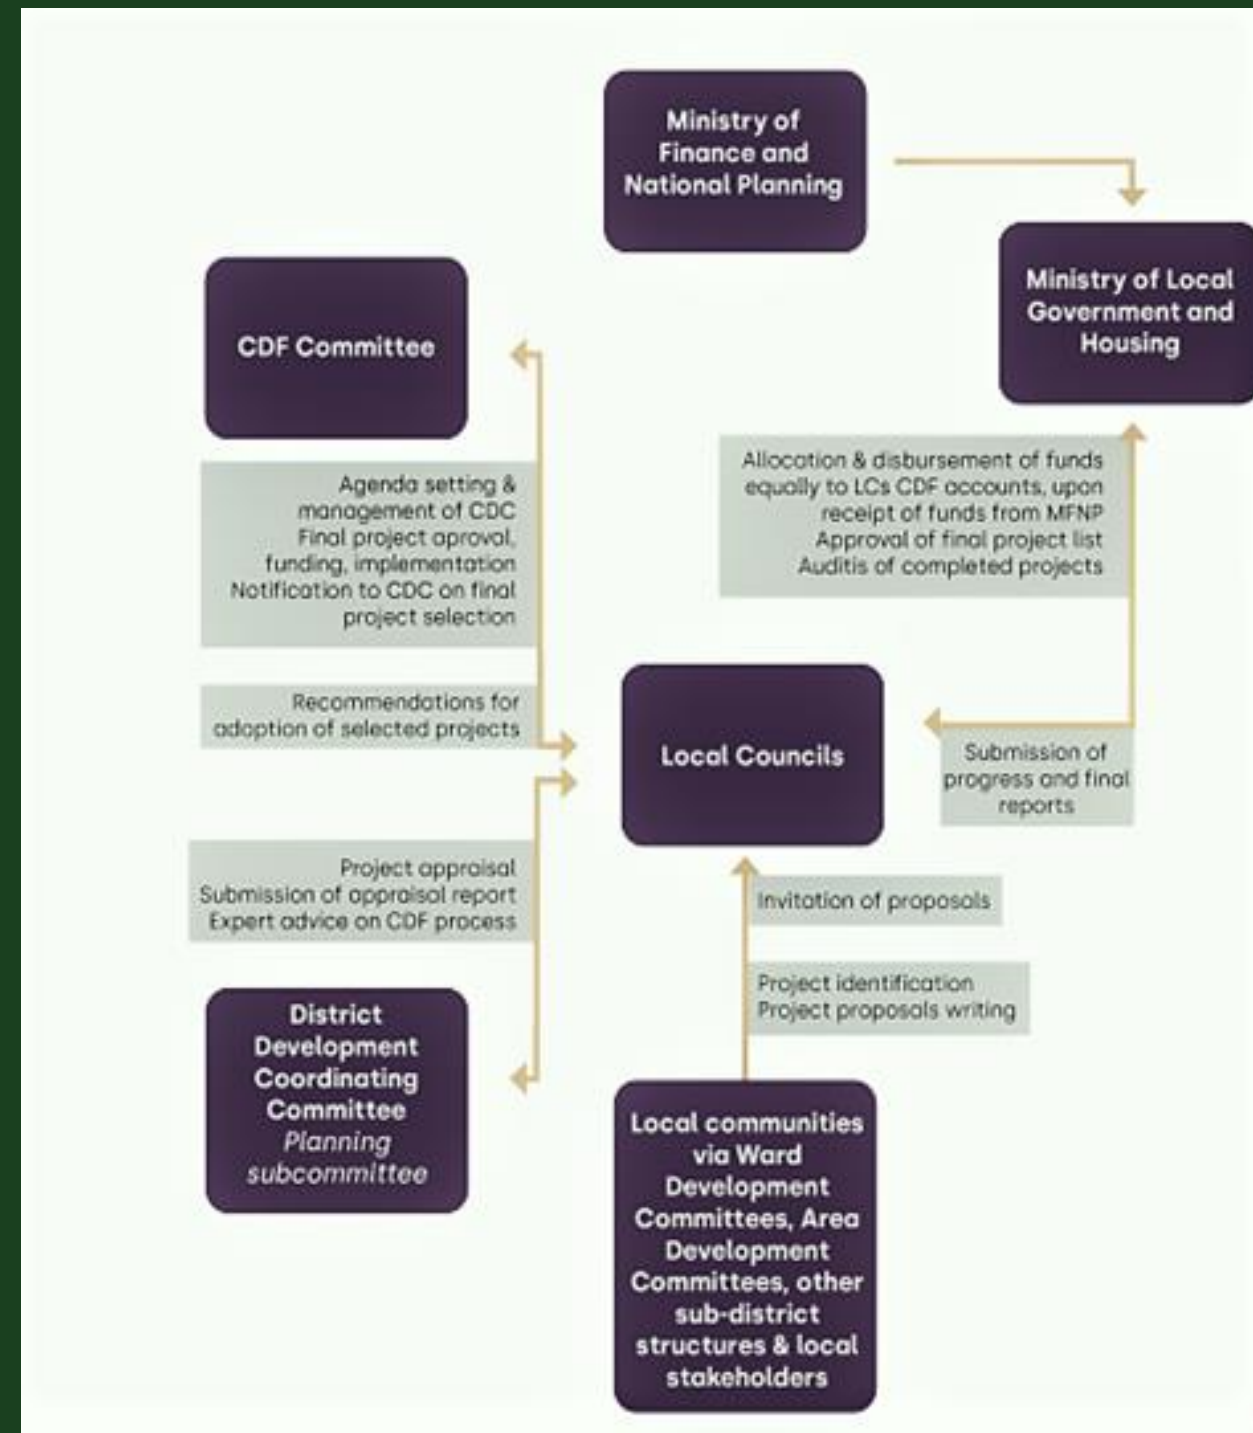 Ministry of
Finance and
National Planning
Ministry of Local
Government and
Housing
CDF Committee
Agenda setting &
management of CDC
Final project aproval,
funding, implementation
Notification to CDC on final
project selection
Allocation & disbursement of funds
equally to LCs CDF accounts, upon
receipt of funds from MFNP
Approval of final project list
Auditis of completed projects
Recommendations for
adoption of selected projects
Local Councils
Submission of
progress and final
reports
Project appraisal
Submission of appraisal report
Expert advice on CDF process
Invitation of proposals
Project identification
Project proposals writing
District
Development
Coordinating
Committee
Planning
subcommittee
Local communities
via Ward
Development
Committees, Area
Development
Committees, other
sub-district
structures & local
stakeholders